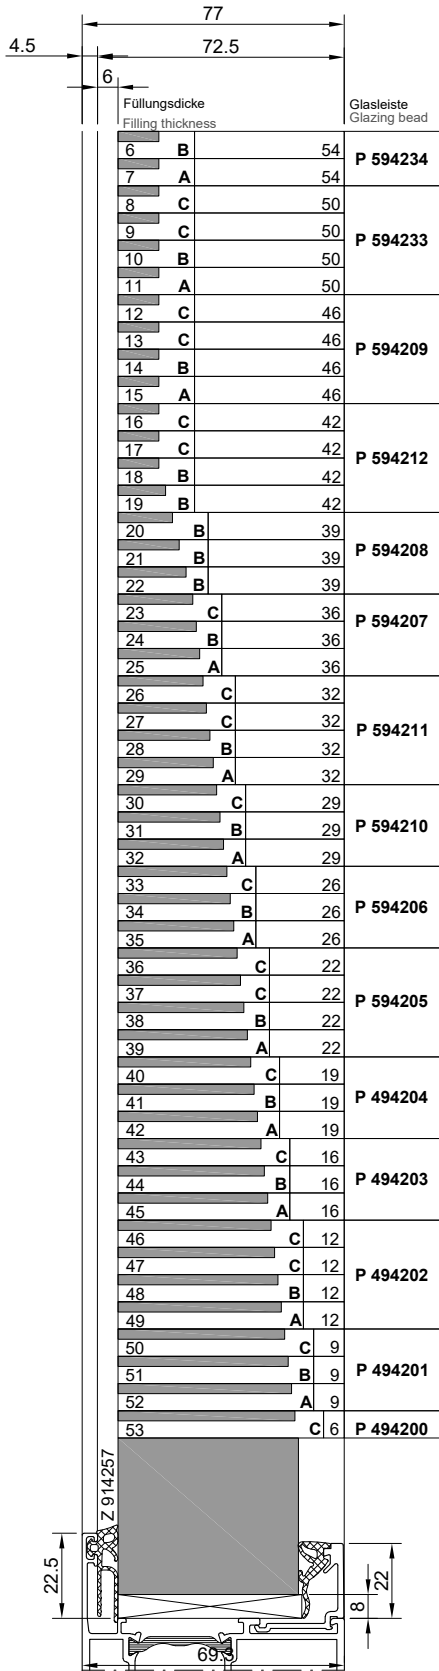 77
4.5 72.5
6
Füllungsdicke Glasleiste
Filling thickness Glazing bead
6 B 54 P 594234
7 A 54
8 C 50 P 594233
9 C 50
10 B 50
11 A 50
12 C 46 P 594209
13 C 46
14 B 46
15 A 46
16 C 42 P 594212
17 C 42
18 B 42
19 B 42
20 B 39 P 594208
21 B 39
22 B 39
23 C 36 P 594207
24 B 36
25 A 36
26 C 32 P 594211
27 C 32
28 B 32
29 A 32
30 C 29 P 594210
31 B 29
32 A 29
33 C 26 P 594206
34 B 26
35 A 26
36 C 22 P 594205
37 C 22
38 B 22
39 A 22
40 C 19 P 494204
41 B 19
42 A 19
43 C 16 P 494203
44 B 16
45 A 16
46 C 12 P 494202
47 C 12
48 B 12
49 A 12
50 C 9 P 494201
51 B 9
52 A 9
53 C 6 P 494200
Z 914257
22.5
22
8
69.3